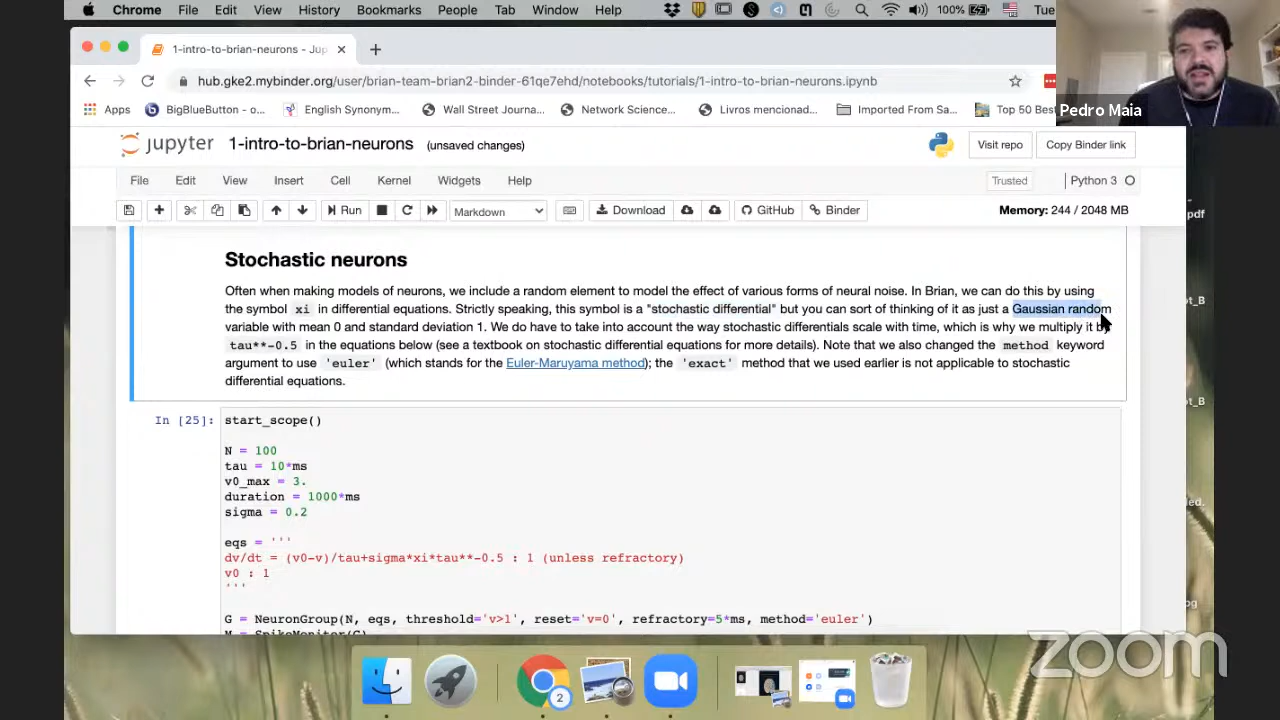 Chrome File Edit View History Bookmarks People Tab Window Help 100% Tue
1-intro-to-brian-neurons - Jup
hub.gke2.mybinder.org/user/brian-team-brian2-binder-61qe7ehd/notebooks/tutorials/1-intro-to-brian-neurons.ipynb
Apps BigBlueButton - o... English Synonym... Wall Street Journa... Network Science... Livros mencionad... Imported From Sa... Top 50 Best
Pedro Maia
jupyter 1-intro-to-brian-neurons (unsaved changes) Visit repo Copy Binder link
File Edit View Insert Cell Kernel Widgets Help Trusted Python 3
Run Markdown Download GitHub Binder Memory: 244 / 2048 MB
pdf
Stochastic neurons
Often when making models of neurons, we include a random element to model the effect of various forms of neural noise. In Brian, we can do this by using
the symbol xi in differential equations. Strictly speaking, this symbol is a "stochastic differential" but you can sort of thinking of it as just a Gaussian random
variable with mean 0 and standard deviation 1. We do have to take into account the way stochastic differentials scale with time, which is why we multiply it by
tau**-0.5 in the equations below (see a textbook on stochastic differential equations for more details). Note that we also changed the method keyword
argument to use 'euler' (which stands for the Euler-Maruyama method); the 'exact' method that we used earlier is not applicable to stochastic
differential equations.
In [25]: start_scope()
N = 100
tau = 10*ms
v0_max = 3.
duration = 1000*ms
sigma = 0.2
eqs = '''
dv/dt = (v0-v)/tau+sigma*xi*tau**-0.5 : 1 (unless refractory)
v0 : 1
'''
G = NeuronGroup(N, eqs, threshold='v>1', reset='v=0', refractory=5*ms, method='euler')
M = SpikeMonitor(G)
zoom
2